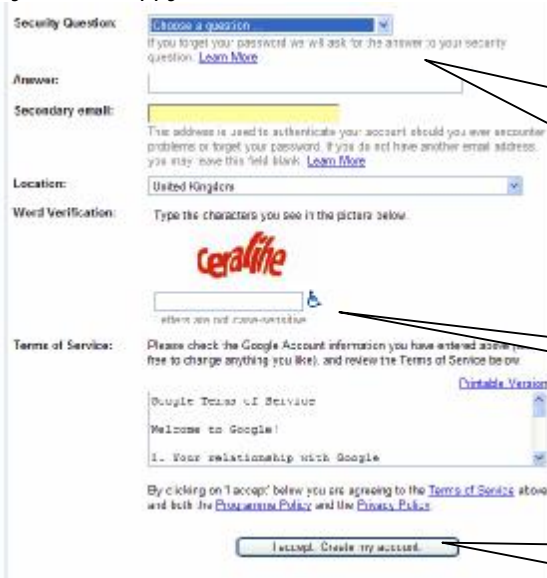 Security Question:
Choose a question ...
If you forget your password we will ask for the answer to your security
question. Learn More
Answer:
Secondary email:
This address is used to authenticate your account should you ever encounter
problems or forget your password. If you do not have another email address,
you may leave this field blank. Learn More
Location:
United Kingdom
Word Verification:
Type the characters you see in the picture below.
ceralihe
Letters are not case-sensitive
Terms of Service:
Please check the Google Account information you have entered above
free to change anything you like), and review the Terms of Service below.
Printable Version
Google Terms of Service
Welcome to Google!
1. Your relationship with Google
By clicking on 'I accept' below you are agreeing to the Terms of Service above
and both the Programme Policy and the Privacy Policy.
I accept. Create my account.